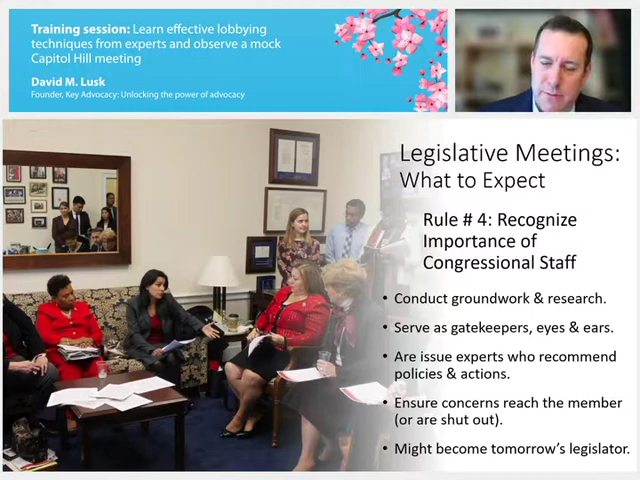 Training session: Learn effective lobbying
techniques from experts and observe a mock
Capitol Hill meeting
David M. Lusk
Founder, Key Advocacy: Unlocking the power of advocacy
Legislative Meetings:
What to Expect
Rule # 4: Recognize
Importance of
Congressional Staff
• Conduct groundwork & research.
• Serve as gatekeepers, eyes & ears.
• Are issue experts who recommend
policies & actions.
• Ensure concerns reach the member
(or are shut out).
• Might become tomorrow's legislator.